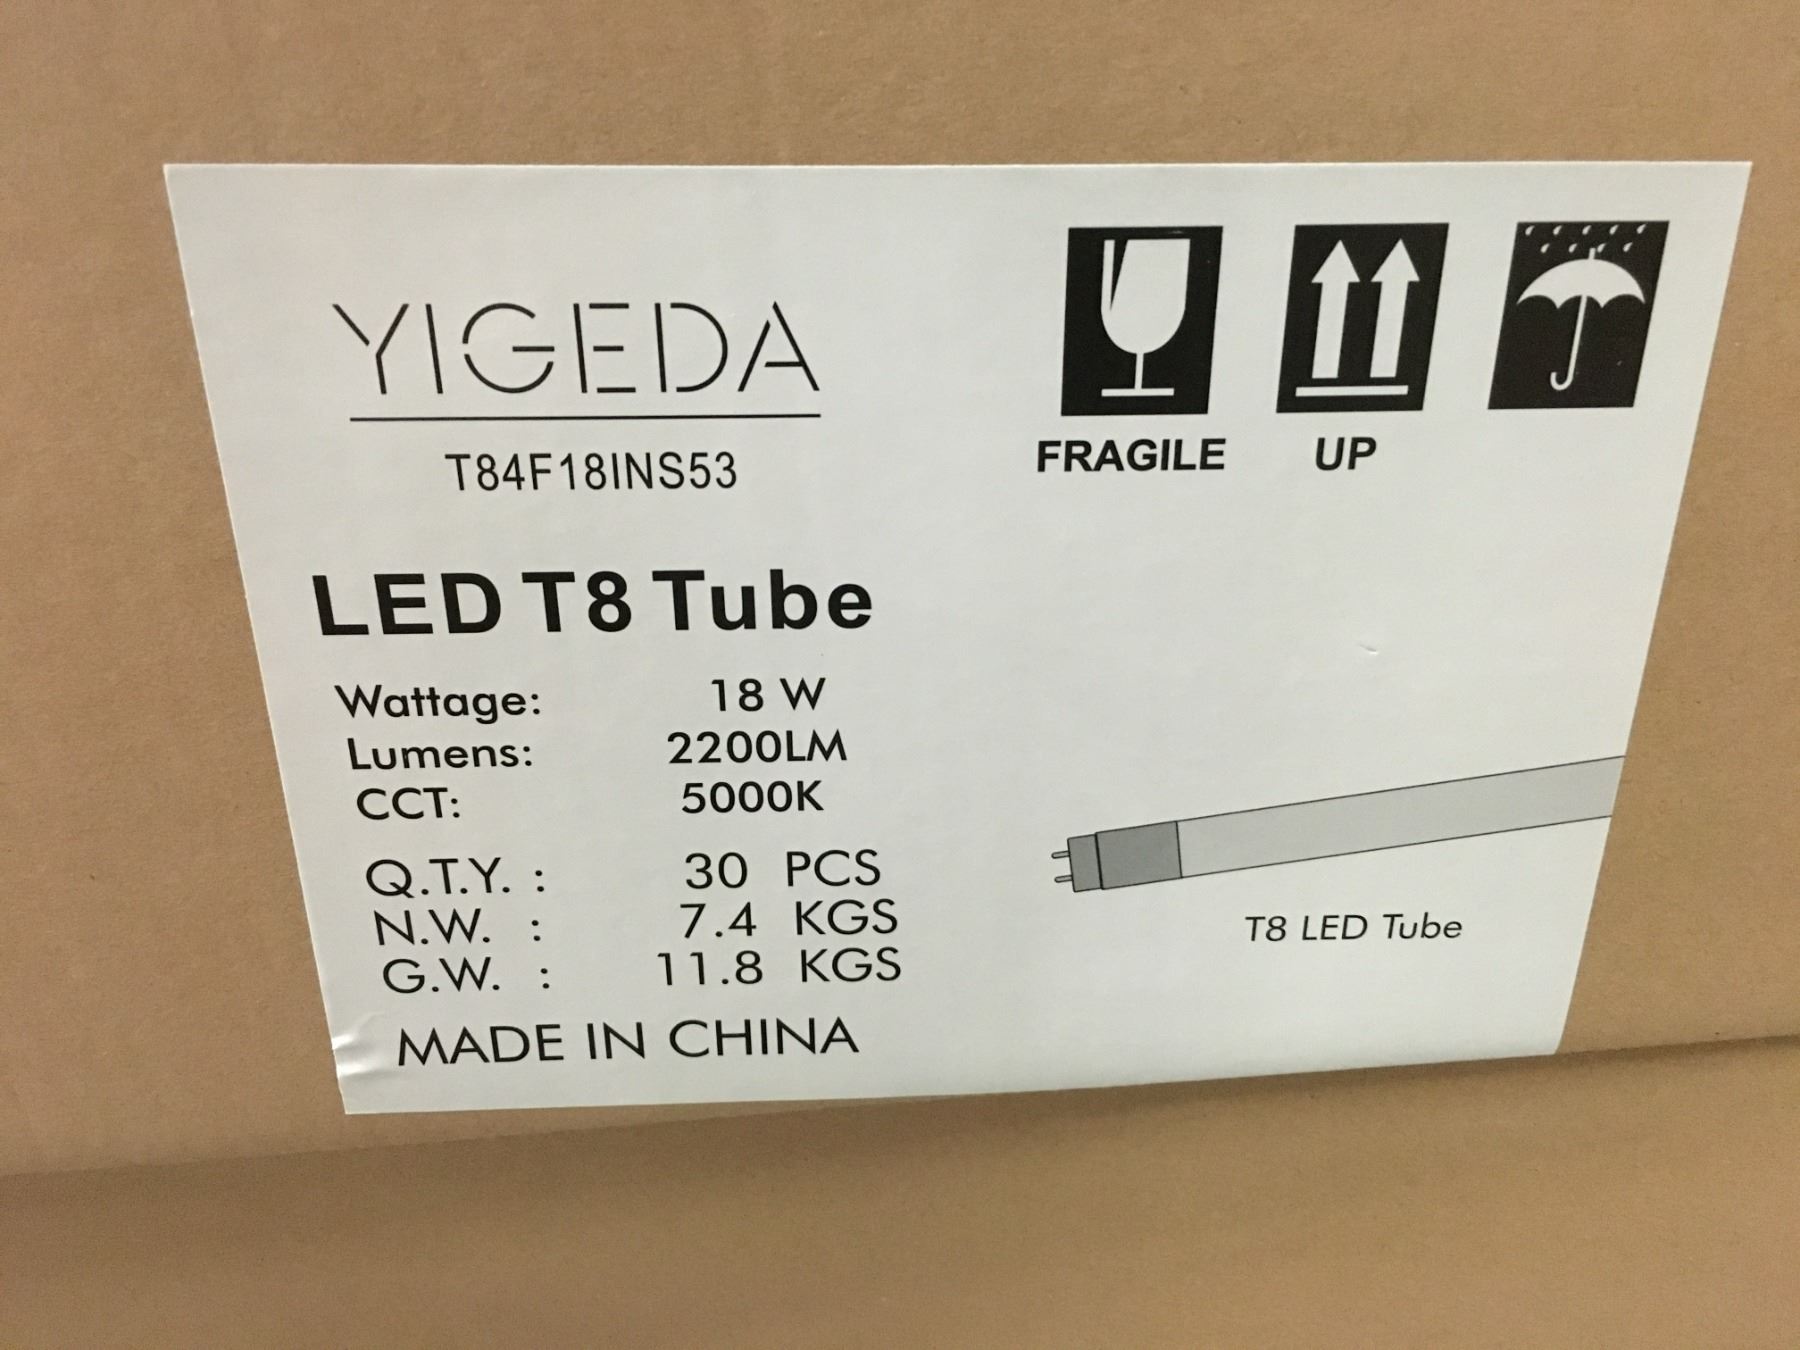 YIGEDA
T84F18INS53
FRAGILE
UP
LED T8 Tube
Wattage: 18 W
Lumens: 2200LM
CCT: 5000K
Q.T.Y. : 30 PCS
N.W. : 7.4 KGS
G.W. : 11.8 KGS
MADE IN CHINA
T8 LED Tube